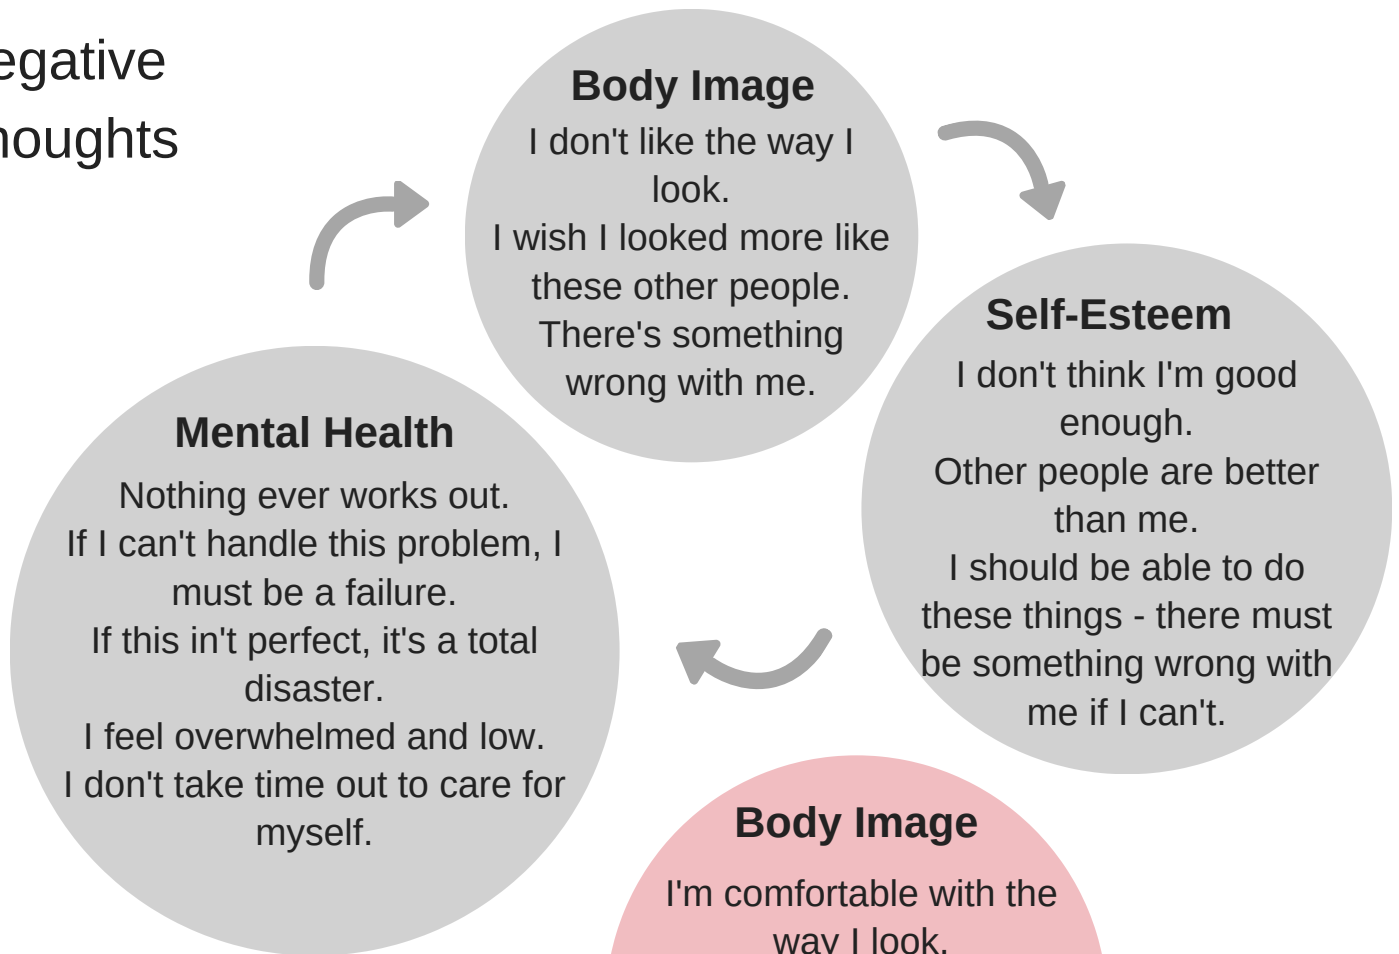 egative
houghts
Body Image
I don't like the way I
look.
I wish I looked more like
these other people.
There's something
wrong with me.
Self-Esteem
I don't think I'm good
enough.
Other people are better
than me.
I should be able to do
these things - there must
be something wrong with
me if I can't.
Mental Health
Nothing ever works out.
If I can't handle this problem, I
must be a failure.
If this in't perfect, it's a total
disaster.
I feel overwhelmed and low.
I don't take time out to care for
myself.
Body Image
I'm comfortable with the
way I look.